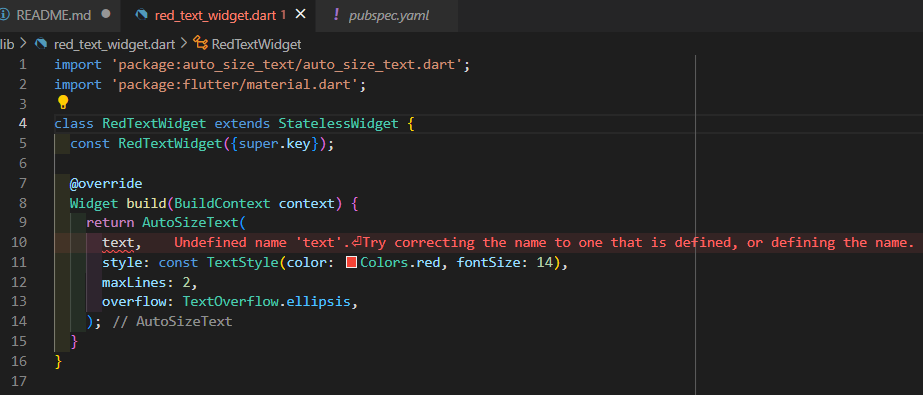 README.md
red_text_widget.dart 1
! pubspec.yaml
lib > red_text_widget.dart > RedTextWidget
1 import 'package:auto_size_text/auto_size_text.dart';
2 import 'package:flutter/material.dart';
3
4 class RedTextWidget extends StatelessWidget {
5 const RedTextWidget({super.key});
6
7 @override
8 Widget build(BuildContext context) {
9 return AutoSizeText(
10 text, Undefined name 'text'.⏎Try correcting the name to one that is defined, or defining the name.
11 style: const TextStyle(color: Colors.red, fontSize: 14),
12 maxLines: 2,
13 overflow: TextOverflow.ellipsis,
14 ); // AutoSizeText
15 }
16 }
17